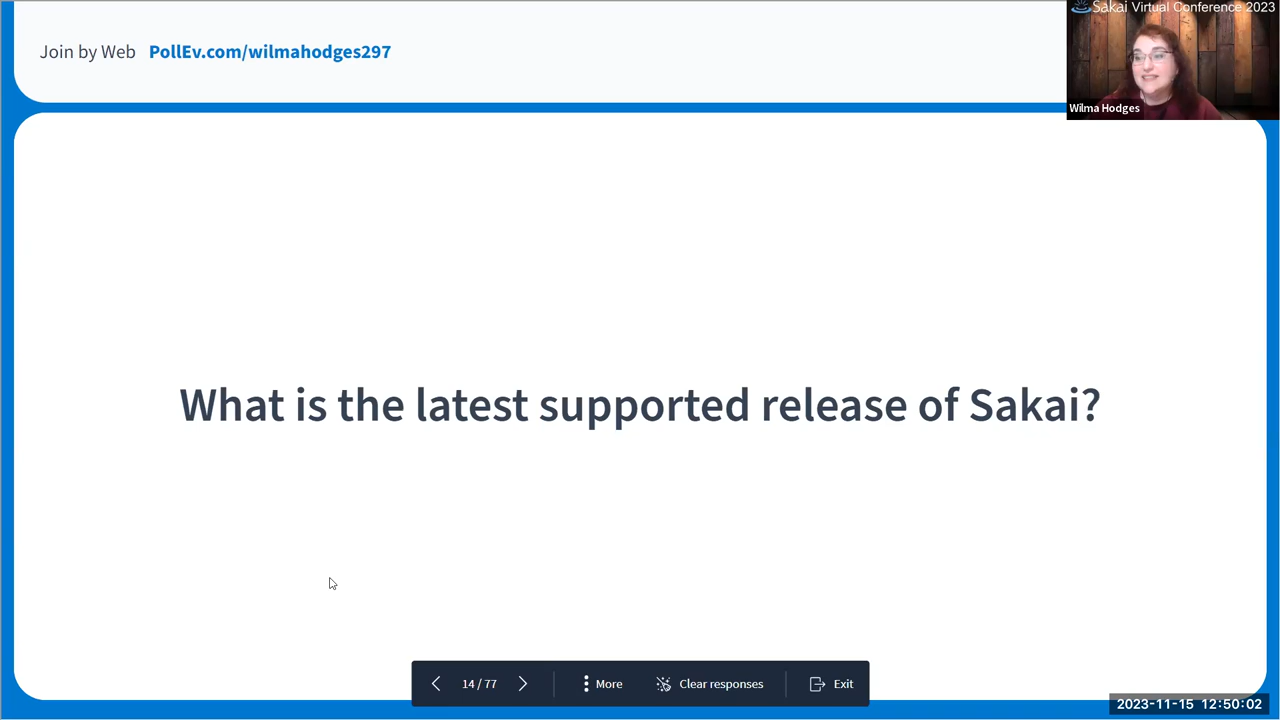 Join by Web PollEv.com/wilmahodges297
Sakai Virtual Conference 2023
Wilma Hodges
What is the latest supported release of Sakai?
14 / 77
More
Clear responses
Exit
2023-11-15 12:50:02